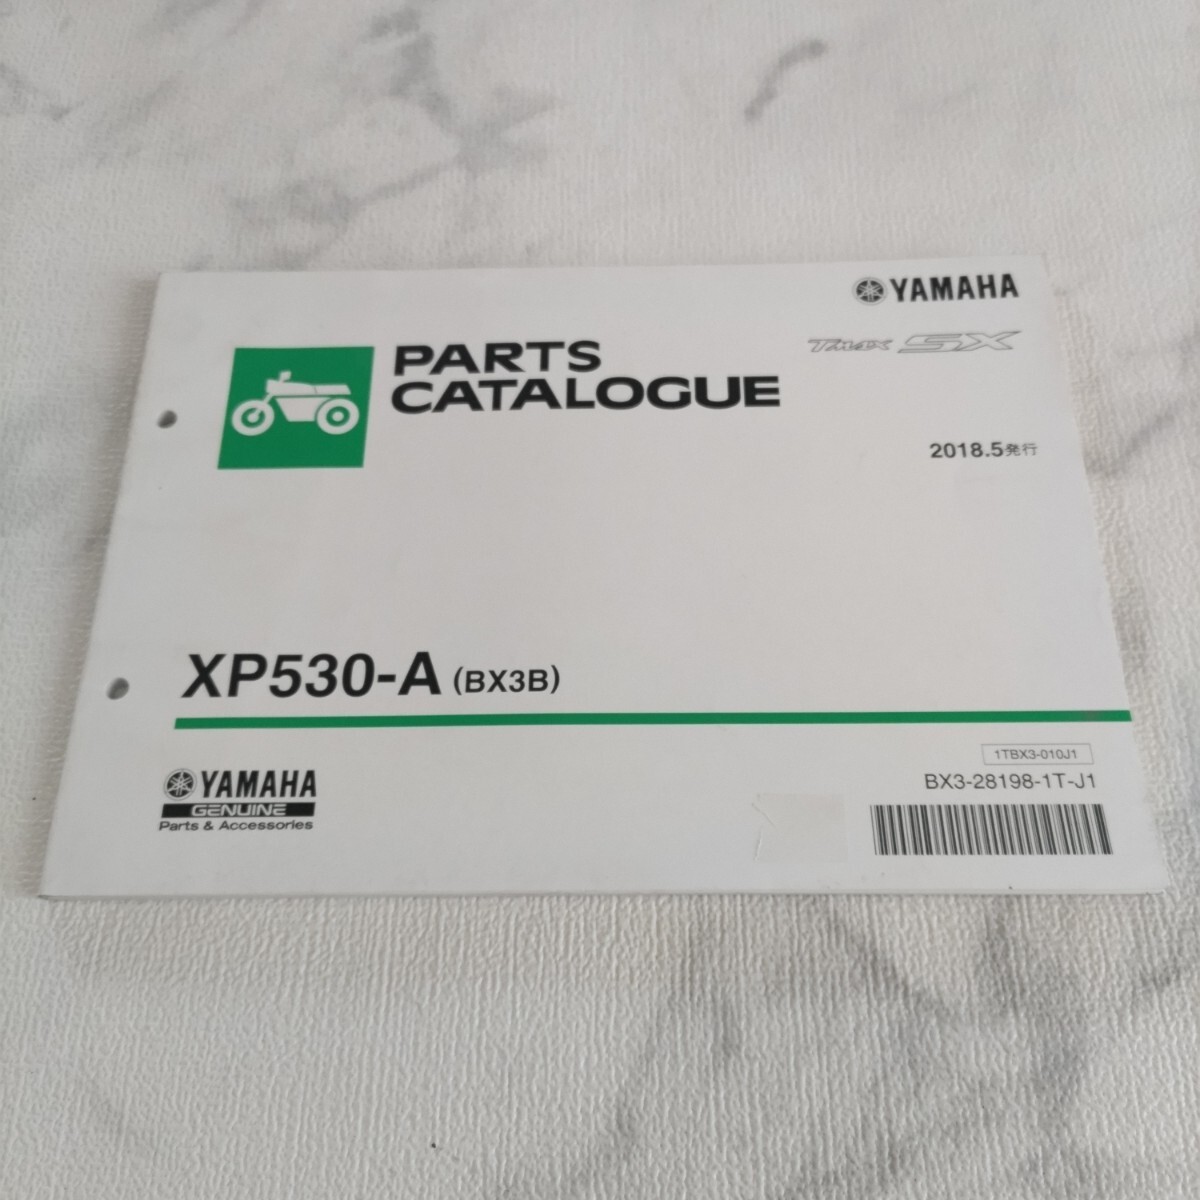 YAMAHA
TMAX SX
PARTS
CATALOGUE
2018.5発行
XP530-A (BX3B)
1TBX3-010J1
BX3-28198-1T-J1
YAMAHA
GENUINE
Parts & Accessories